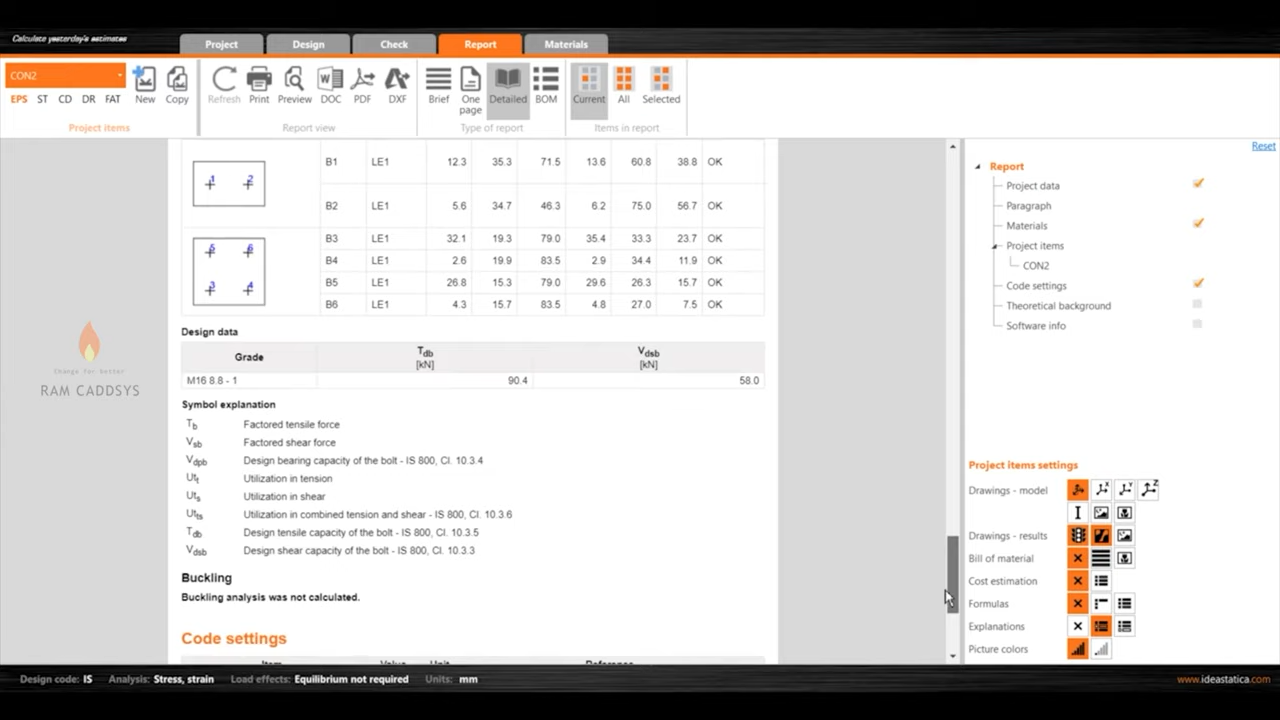 Calculate yesterday's estimates
Project Design Check Report Materials
CON2
EPS ST CD DR FAT
New Copy
Project items
Refresh Print Preview DOC PDF DXF
Report view
Brief One page Detailed BOM
Type of report
Current All Selected
Items in report
Reset
1 2
B1 LE1 12.3 35.3 71.5 13.6 60.8 38.8 OK
B2 LE1 5.6 34.7 46.3 6.2 75.0 56.7 OK
5 6
3 4
B3 LE1 32.1 19.3 79.0 35.4 33.3 23.7 OK
B4 LE1 2.6 19.9 83.5 2.9 34.4 11.9 OK
B5 LE1 26.8 15.3 79.0 29.6 26.3 15.7 OK
B6 LE1 4.3 15.7 83.5 4.8 27.0 7.5 OK
Design data
Grade Tdb [kN] Vdsb [kN]
M16 8.8 - 1 90.4 58.0
Symbol explanation
Tb Factored tensile force
Vsb Factored shear force
Vdpb Design bearing capacity of the bolt - IS 800, Cl. 10.3.4
Utt Utilization in tension
Uts Utilization in shear
Utts Utilization in combined tension and shear - IS 800, Cl. 10.3.6
Tdb Design tensile capacity of the bolt - IS 800, Cl. 10.3.5
Vdsb Design shear capacity of the bolt - IS 800, Cl. 10.3.3
Buckling
Buckling analysis was not calculated.
Code settings
Item Value Unit Reference
Change for better
RAM CADDSYS
Report
Project data
Paragraph
Materials
Project items
CON2
Code settings
Theoretical background
Software info
Project items settings
Drawings - model
X Y Z
Drawings - results
Bill of material
Cost estimation
Formulas
Explanations
Picture colors
Design code: IS Analysis: Stress, strain Load effects: Equilibrium not required Units: mm
www.ideastatica.com